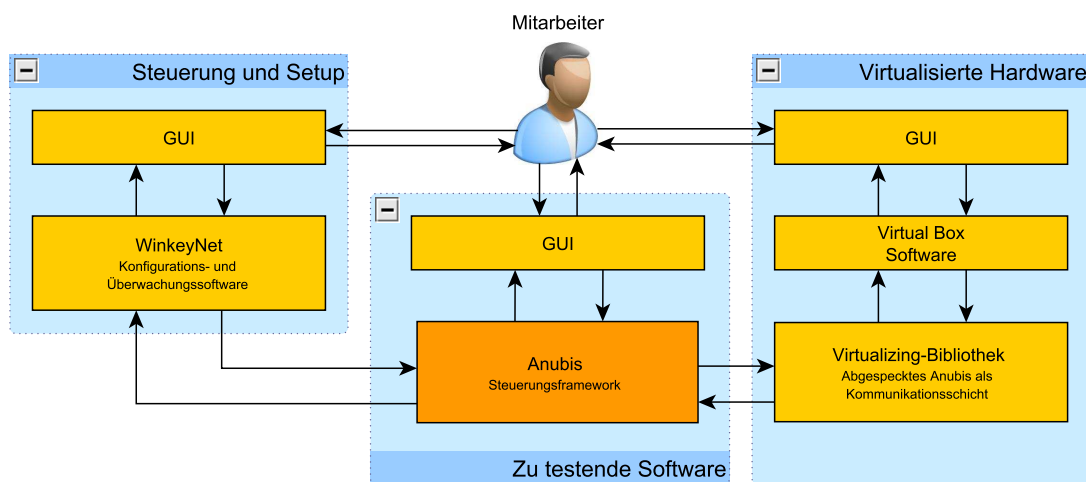 Mitarbeiter
Steuerung und Setup
GUI
WinkeyNet
Konfigurations- und
Überwachungssoftware
GUI
Anubis
Steuerungsframework
Zu testende Software
Virtualisierte Hardware
GUI
Virtual Box
Software
Virtualizing-Bibliothek
Abgespecktes Anubis als
Kommunikationsschicht